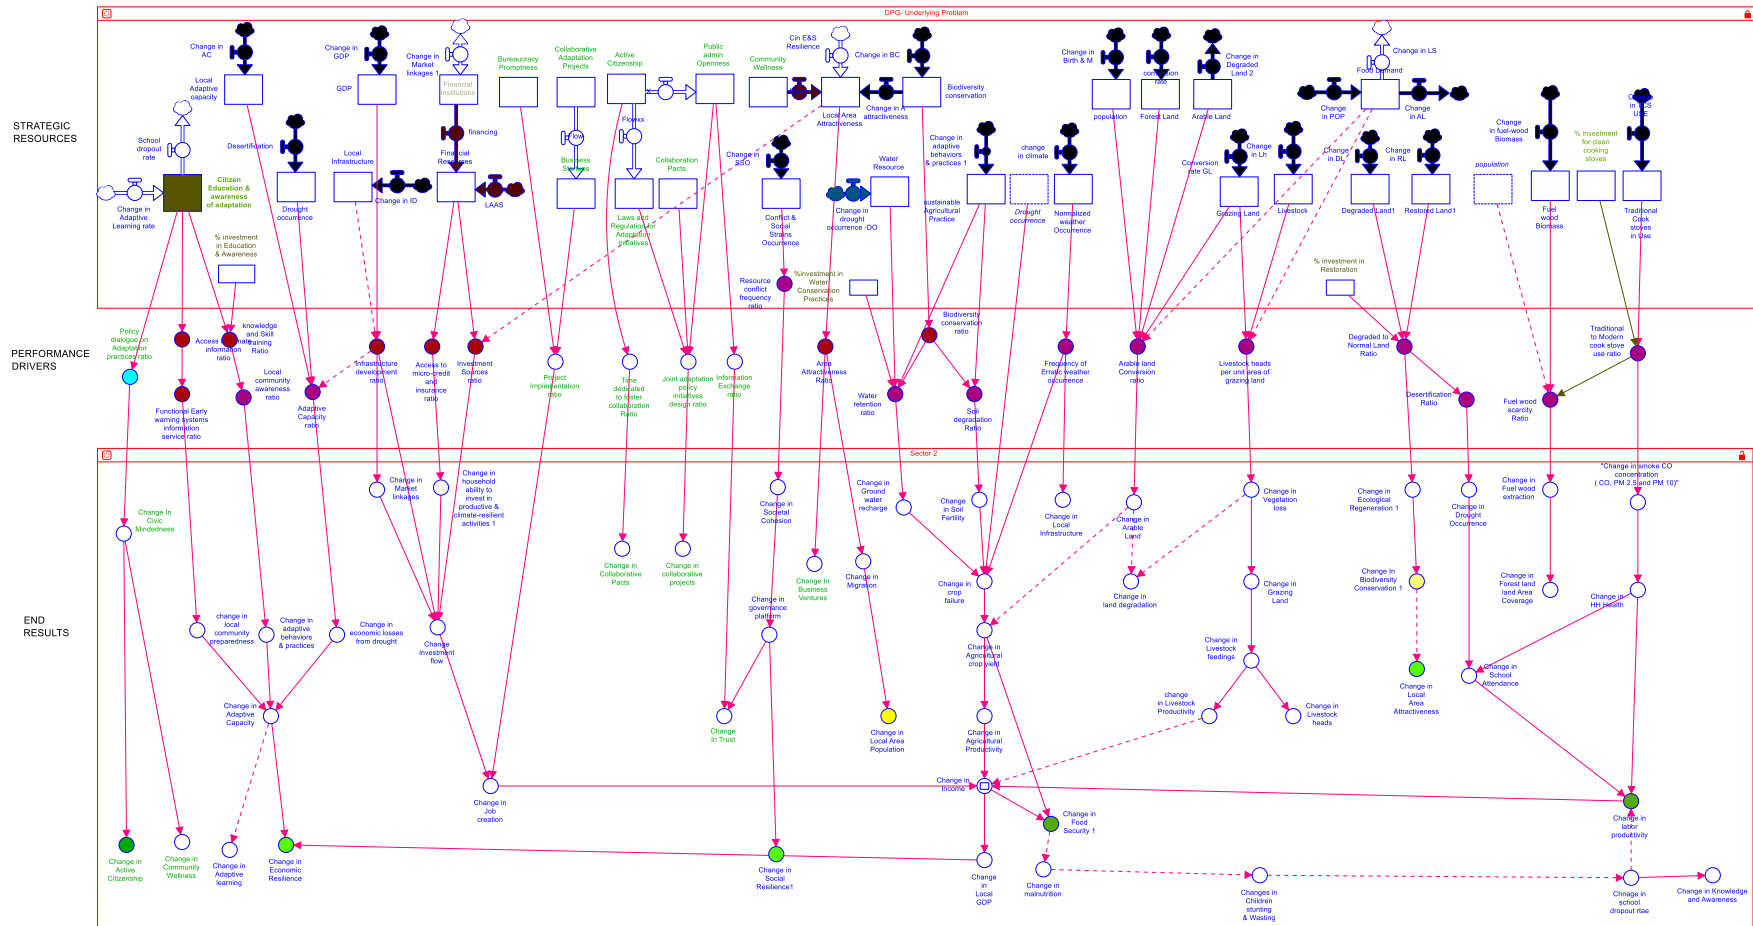 DPG- Underlying Problem
STRATEGIC
RESOURCES
Change in
AC
Local
Adaptive
capacity
School
dropout
rate
Change in
Adaptive
Learning rate
Citizen
Education &
awareness
of adaptation
% investment
in Education
& Awareness
Desertification
Drought
occurrence
Change in
GDP
GDP
Local
Infrastructure
Change in ID
Change in
Market
linkages 1
Financial
Institutions
financing
Financial
LAAS
Bureaucracy
Promptness
Collaborative
Adaptation
Projects
flow
Business
Active
Citizenship
Flowxx
Laws and
Regulation for
Adaptation
Initiatives
Collaboration
Pacts
Public
admin
Openness
Community
Wellness
Cin E&S
Resilience
Local Area
Attractiveness
Change in BC
Change in A
attractiveness
Biodiversity
conservation
Change in
SSO
Conflict &
Social
Strains
Occurrence
Resource
conflict
frequency
ratio
%investment in
Water
Conservation
Practices
Water
Resource
Change in
drought
occurrence -DO
Change in
adaptive
behaviors
& practices 1
sustainable
Agricultural
Practice
change
in climate
Drought
occurrence
Normalized
weather
Occurrence
Change in
Birth & M
population
rate
Forest Land
Change in
Degraded
Land 2
Arable Land
Conversion
rate GL
Grazing Land
Change
in Lh
Livestock
Change in LS
Food Demand
Change
in POP
Change
in AL
Change
in DL
Degraded Land1
Change
in RL
Restored Land1
% investment in
Restoration
population
Change
in fuel-wood
Biomass
Fuel
wood
Biomass
% investment
for clean
cooking
stoves
USE
Traditional
Cook
stoves
in Use
PERFORMANCE
DRIVERS
Policy
dialogue on
Adaptation
practices ratio
Functional Early
warning systems
information
service ratio
information
ratio
knowledge
and Skill
training
Ratio
Local
community
awareness
ratio
Adaptive
Capacity
ratio
Infrastructure
development
ratio
Access to
micro-credit
and
insurance
ratio
Investment
Sources
ratio
Project
Implementation
ratio
Time
dedicated
to foster
collaboration
Ratio
Joint adaptation
policy
initiatives
design ratio
Information
Exchange
ratio
Area
Attractiveness
Ratio
Water
retention
ratio
Biodiversity
conservation
ratio
Soil
degradation
Ratio
Frequency of
Erratic weather
occurrence
Arable land
Conversion
ratio
Livestock heads
per unit area of
grazing land
Degraded to
Normal Land
Ratio
Desertification
Ratio
Fuel wood
scarcity
Ratio
Traditional
to Modern
cook stove
use ratio
Sector 2
END
RESULTS
Change In
Civic
Mindedness
change in
local
community
preparedness
Change in
adaptive
behaviors
& practices
Change in
economic losses
from drought
Change in
Adaptive
Capacity
Change in
Active
Citizenship
Change in
Community
Wellness
Change in
Adaptive
learning
Change in
Economic
Resilience
Change in
Market
linkages
Change in
household
ability to
invest in
productive &
climate-resilient
activities 1
Change
investment
flow
Change in
Job
creation
Change in
Collaborative
Pacts
Change in
collaborative
projects
Change in
Societal
Cohesion
Change in
governance
platform
Change
In Trust
Change in
Social
Resilience1
Change In
Business
Ventures
Change in
Migration
Change in
Local Area
Population
Change in
Ground
water
recharge
Change
in Soil
Fertility
Change in
crop
failure
Change in
Agricultural
crop yield
Change in
Agricultural
Productivity
Change in
Income
Change
in
Local
GDP
Change in
Food
Security 1
Change in
malnutrition
Change in
Local
Infrastructure
Change in
Arable
Land
Change in
land degradation
Change in
Vegetation
loss
Change in
Grazing
Land
Change in
Livestock
feedings
change
in Livestock
Productivity
Change in
Livestock
heads
Changes in
Children
stunting
& Wasting
Change in
Ecological
Regeneration 1
Change In
Biodiversity
Conservation 1
Change in
Local
Area
Attractiveness
Change in
Drought
Occurrence
Change in
School
Attendance
Change in
Fuel wood
extraction
Change in
Forest land
land Area
Coverage
"Change in smoke CO
concentration
( CO, PM 2.5 and PM 10)"
Change in
HH Health
Change in
labor
productivity
Chnage in
school
dropout rtae
Change in Knowledge
and Awareness